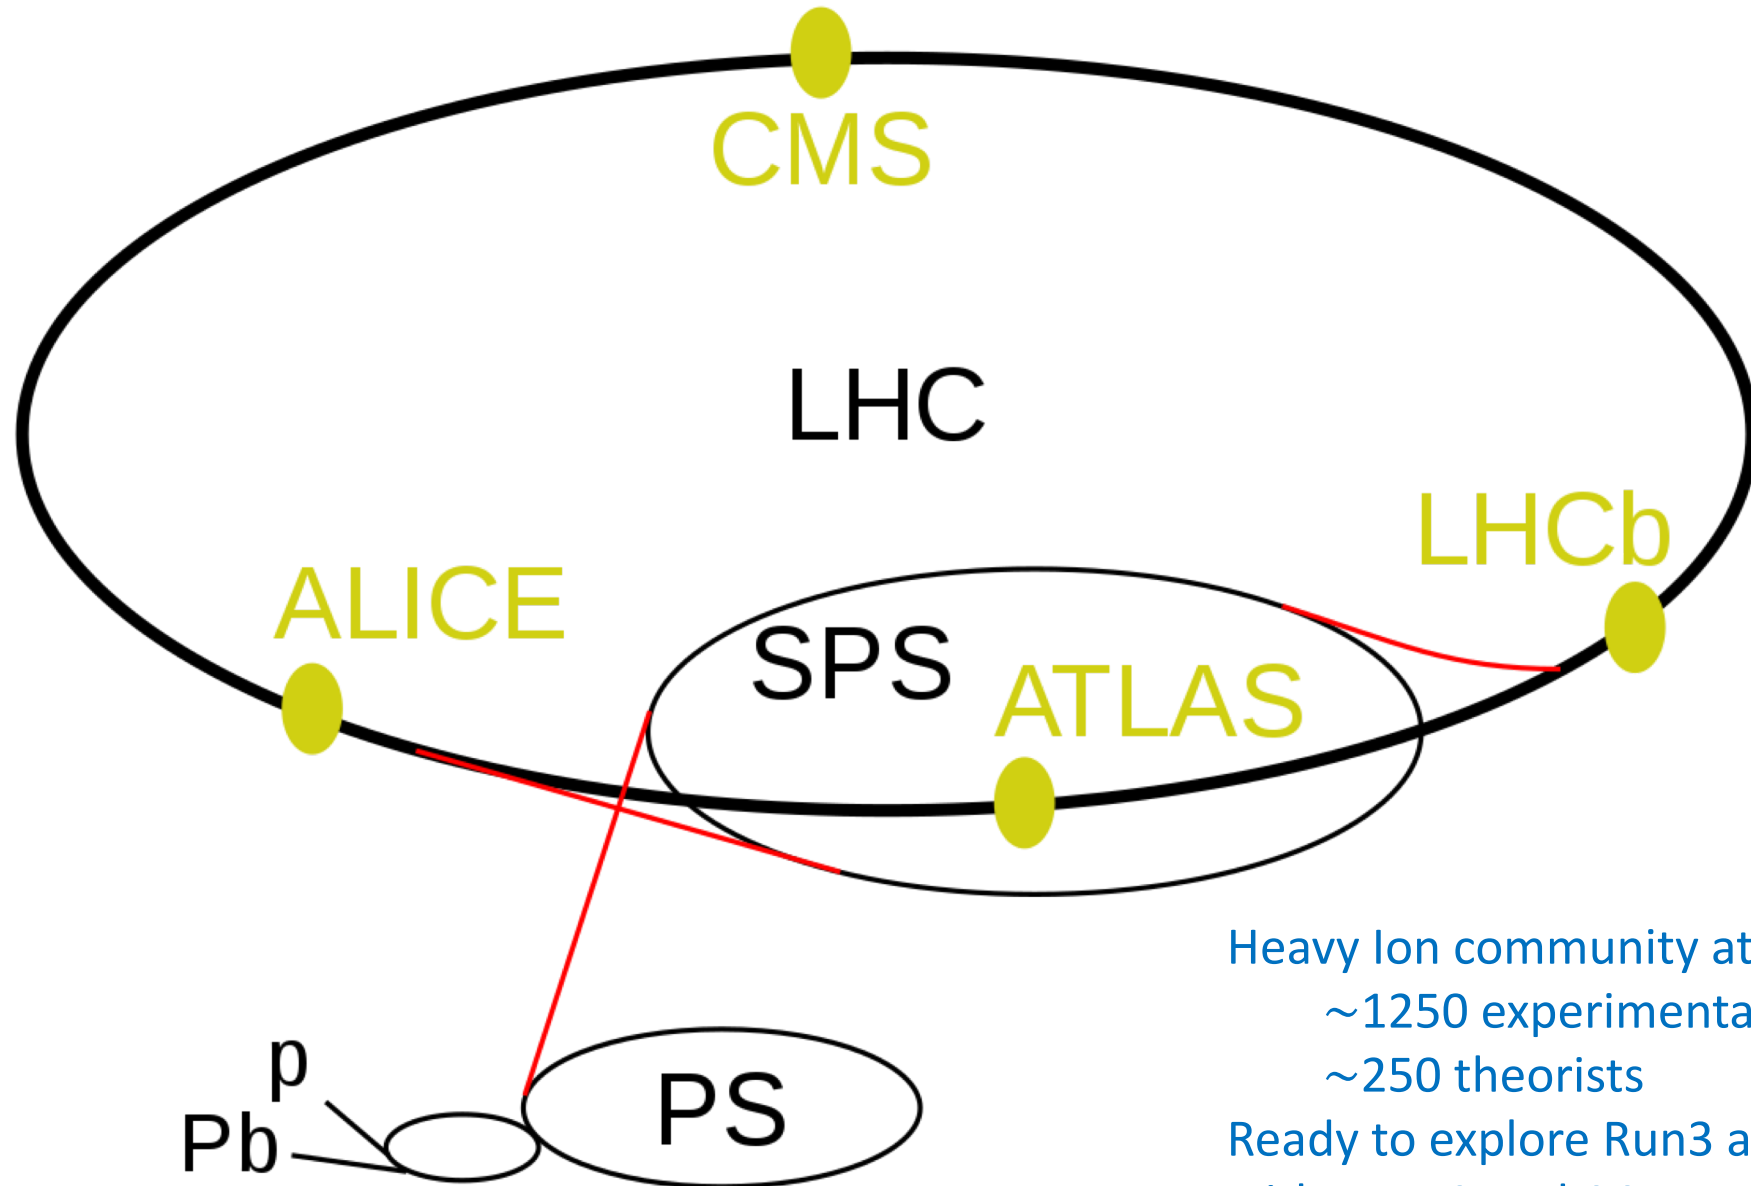 CMS
LHC
LHCb
ALICE
SPS
ATLAS
Heavy Ion community at
~1250 experimenta
~250 theorists
p
PS
Pb
Ready to explore Run3 a